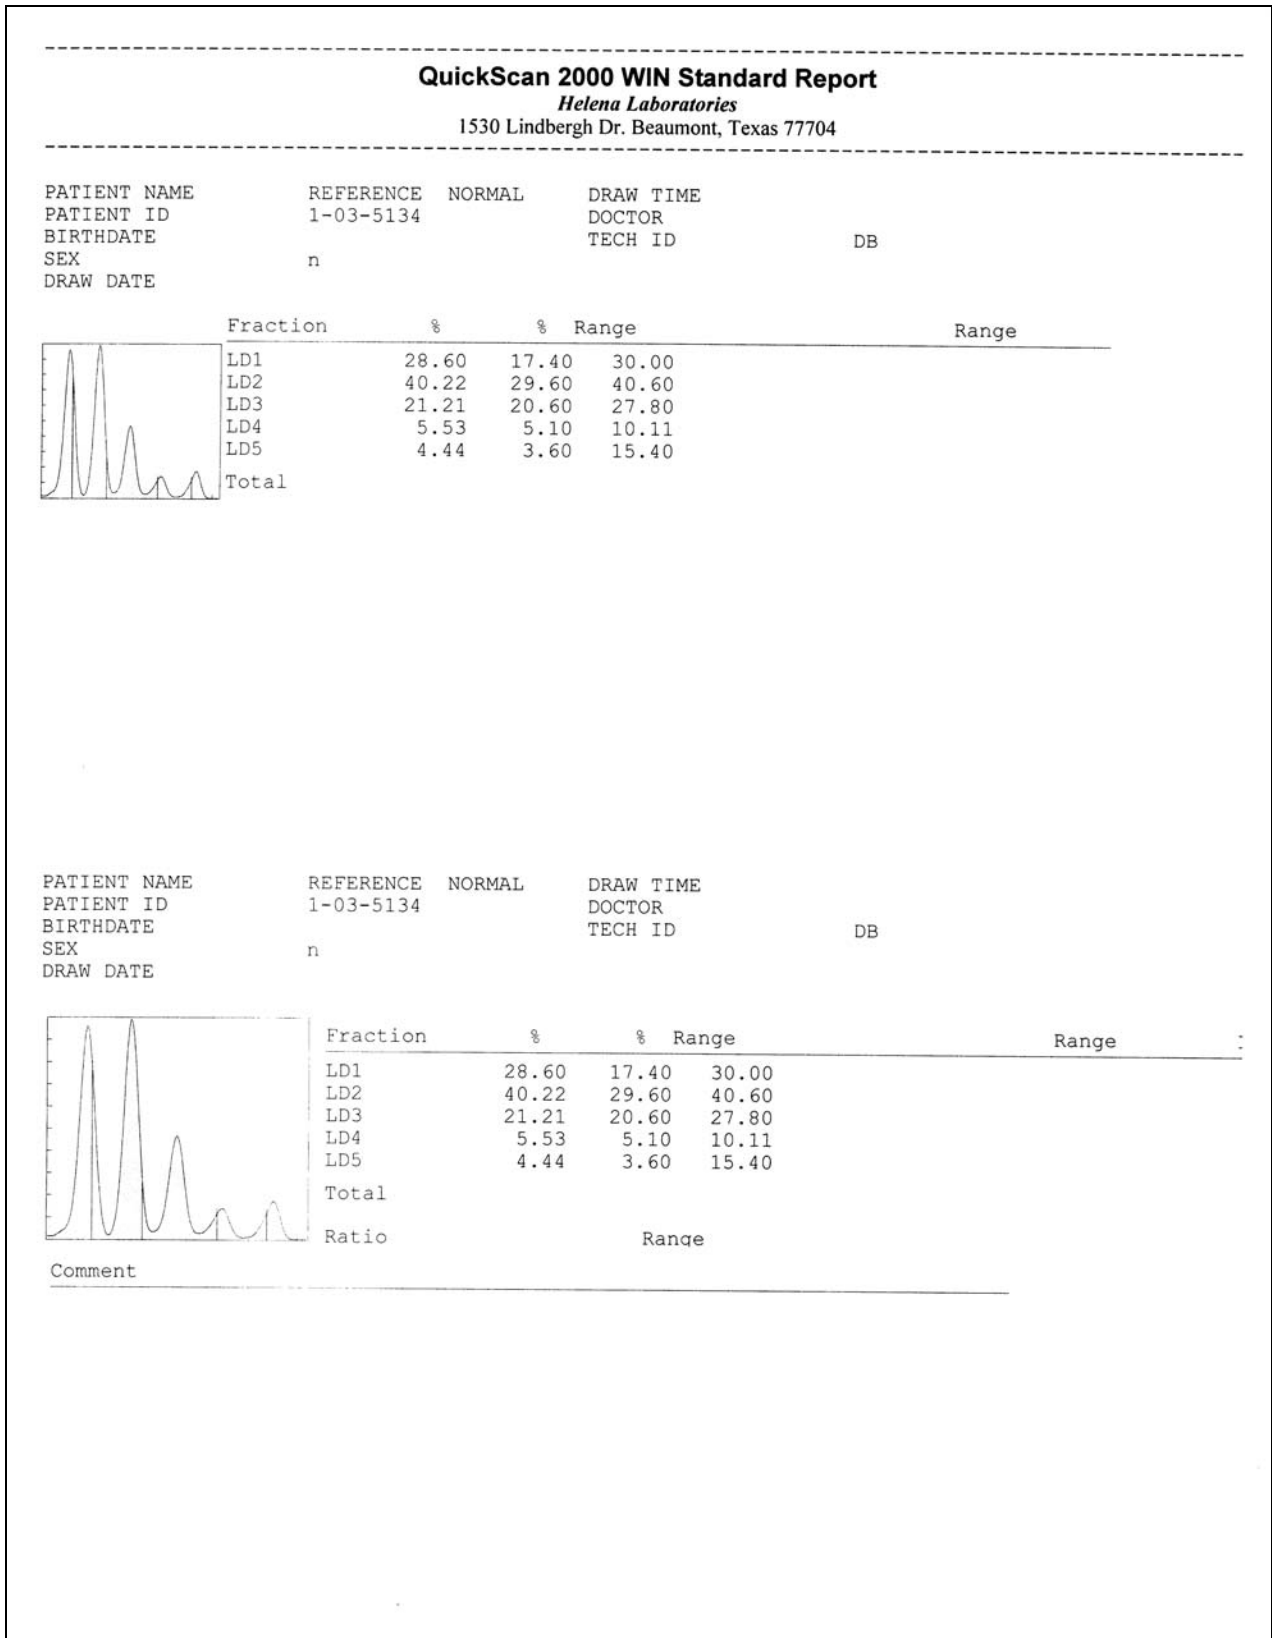 QuickScan 2000 WIN Standard Report
Helena Laboratories
1530 Lindbergh Dr. Beaumont, Texas 77704
PATIENT NAME REFERENCE NORMAL DRAW TIME
PATIENT ID 1-03-5134 DOCTOR
BIRTHDATE TECH ID DB
SEX n
DRAW DATE
Fraction % % Range Range
LD1 28.60 17.40 30.00
LD2 40.22 29.60 40.60
LD3 21.21 20.60 27.80
LD4 5.53 5.10 10.11
LD5 4.44 3.60 15.40
Total
PATIENT NAME REFERENCE NORMAL DRAW TIME
PATIENT ID 1-03-5134 DOCTOR
BIRTHDATE TECH ID DB
SEX n
DRAW DATE
Fraction % % Range Range
LD1 28.60 17.40 30.00
LD2 40.22 29.60 40.60
LD3 21.21 20.60 27.80
LD4 5.53 5.10 10.11
LD5 4.44 3.60 15.40
Total
Ratio Range
Comment